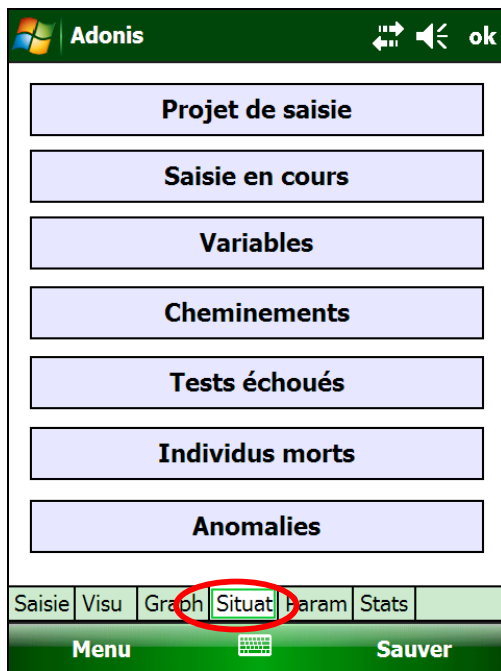 Adonis ok
Projet de saisie
Saisie en cours
Variables
Cheminements
Tests échoués
Individus morts
Anomalies
Saisie Visu Graph Situat Param Stats
Menu Sauver